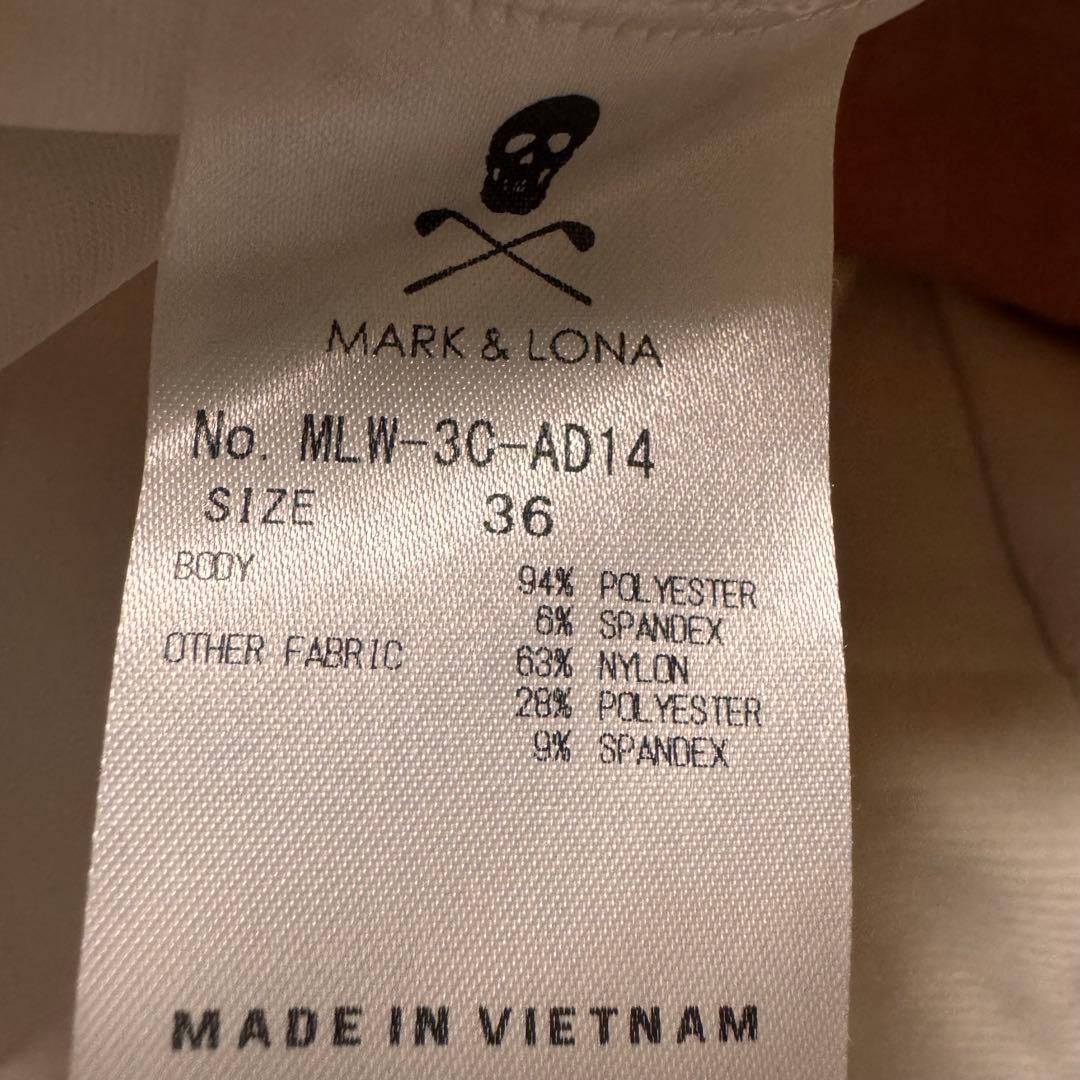 MARK & LONA
No. MLW-3C-AD14
SIZE 36
BODY 94% POLYESTER
6% SPANDEX
OTHER FABRIC 63% NYLON
28% POLYESTER
9% SPANDEX
MADE IN VIETNAM